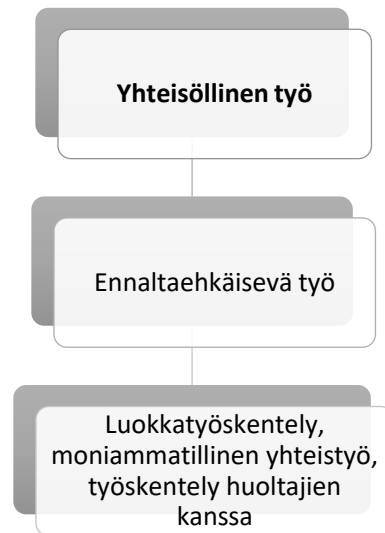 Yhteisöllinen työ
Ennaltaehkäisevä työ
Luokkatyöskentely,
moniammatillinen yhteistyö,
työskentely huoltajien
kanssa